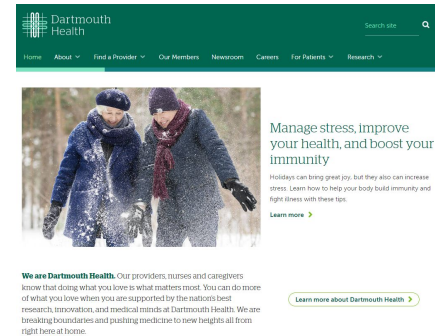 Dartmouth
Health
Search site
Home About Find a Provider Our Members Newsroom Careers For Patients Research
Manage stress, improve
your health, and boost your
immunity
Holidays can bring great joy, but they also can increase
stress. Learn how to help your body build immunity and
fight illness with these tips.
Learn more
We are Dartmouth Health. Our providers, nurses and caregivers
know that doing what you love is what matters most. You can do more
of what you love when you are supported by the nation's best
research, innovation, and medical minds at Dartmouth Health. We are
breaking boundaries and pushing medicine to new heights all from
right here at home.
Learn more about Dartmouth Health